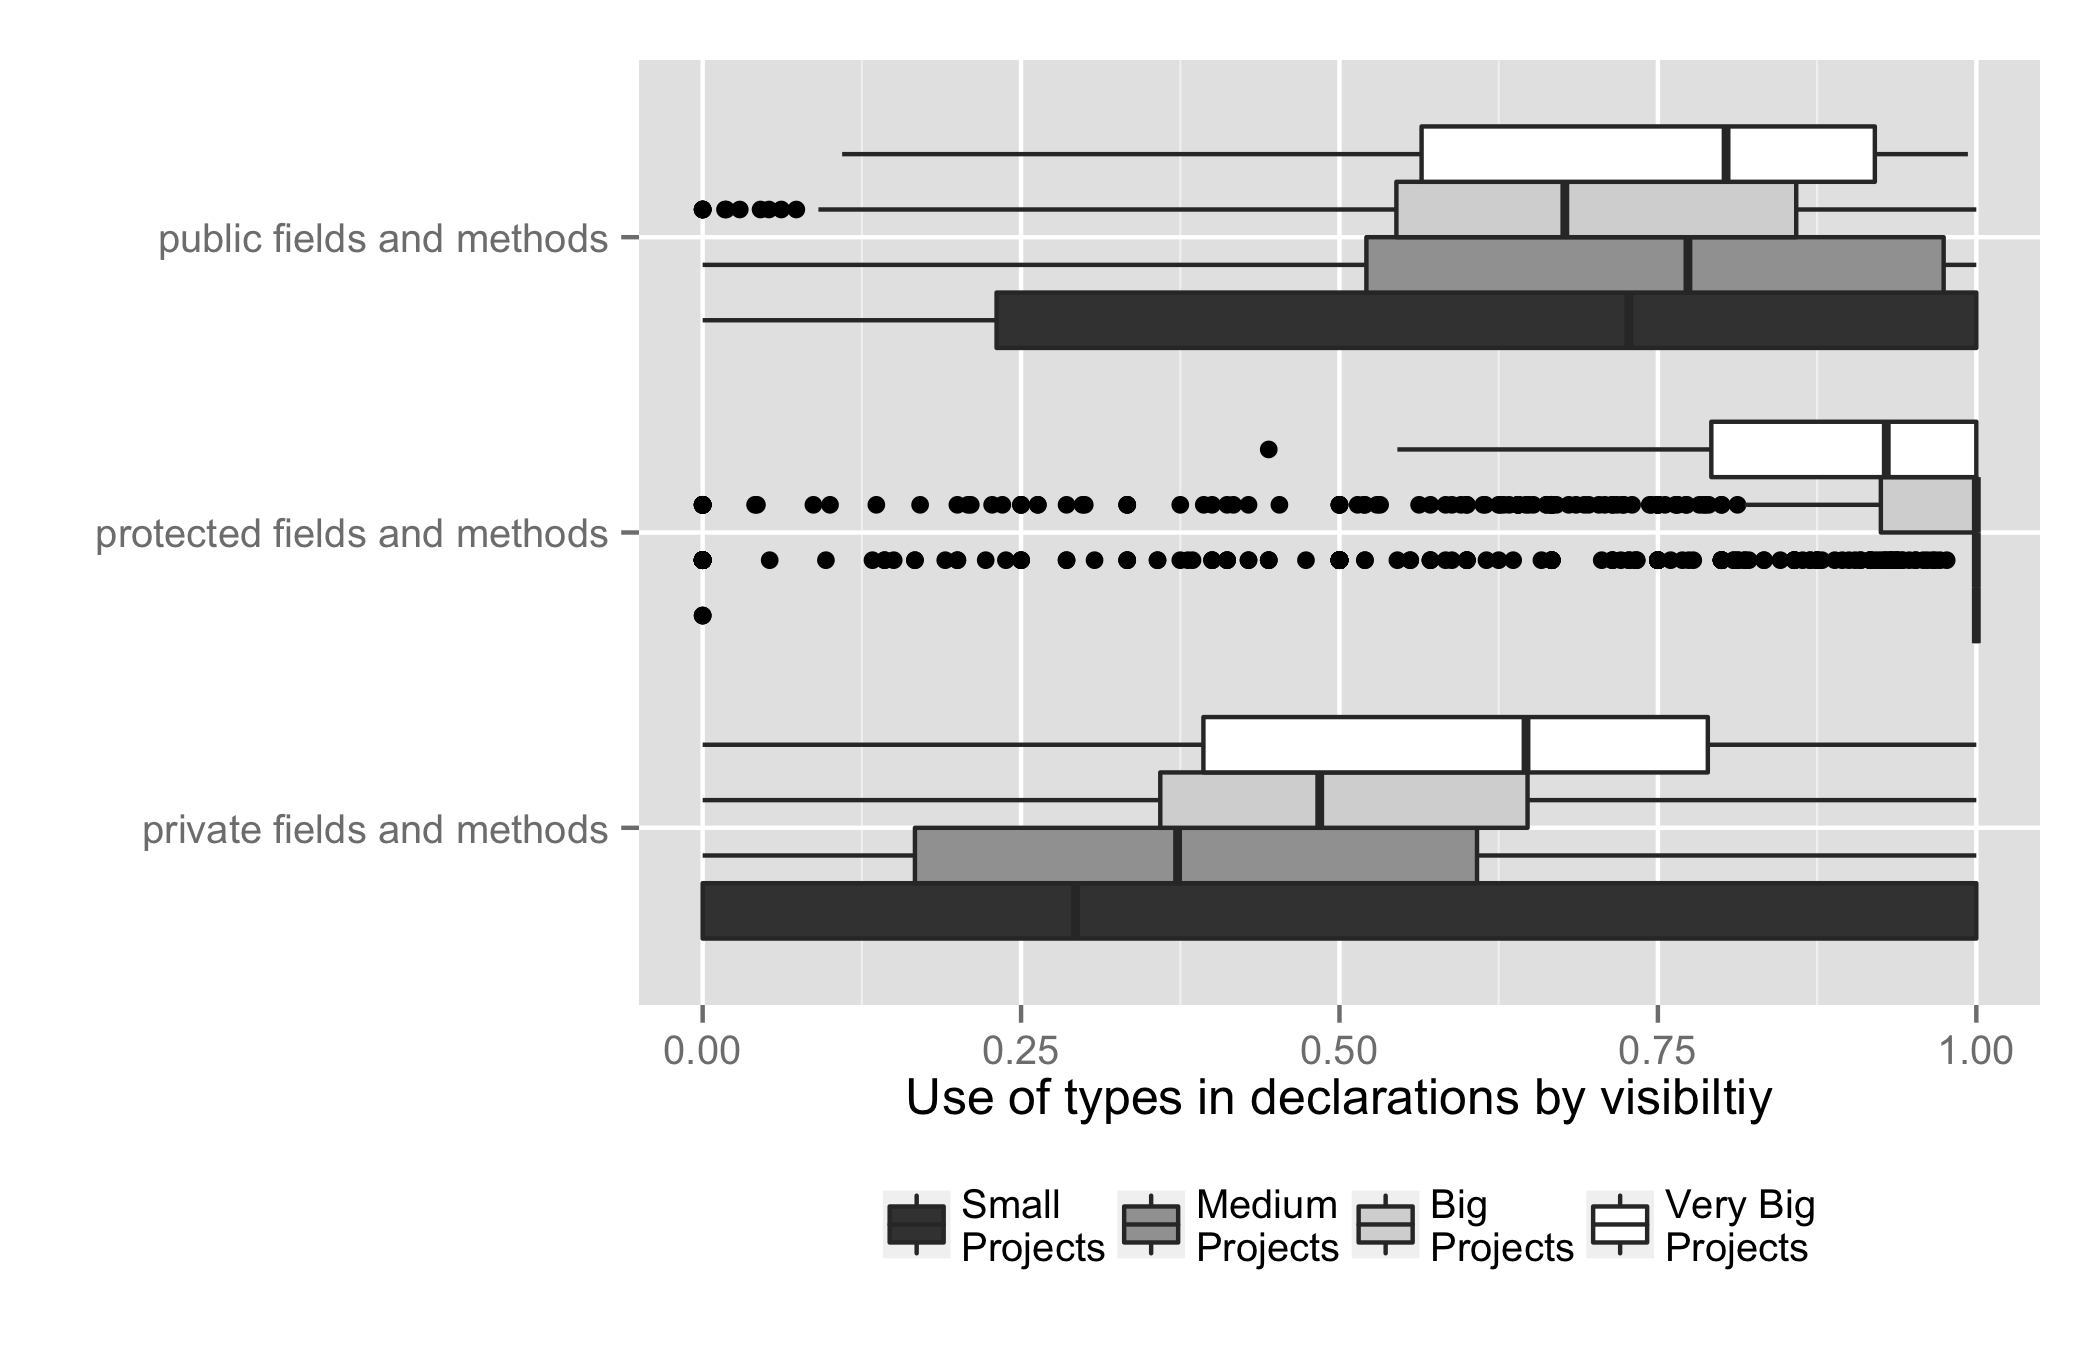 public fields and methods
protected fields and methods
private fields and methods
0.00 0.25 0.50 0.75 1.00
Use of types in declarations by visibiltiy
Small Projects
Medium Projects
Big Projects
Very Big Projects